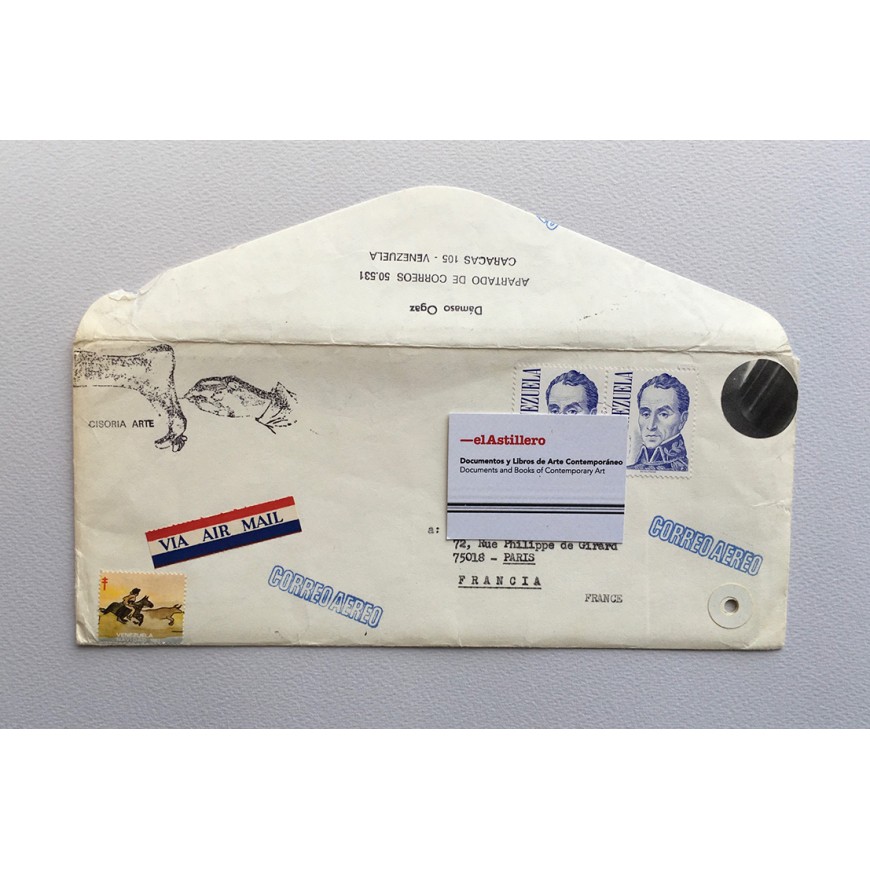 Dámaso Ogaz
APARTADO DE CORREOS 50.531
CARACAS 105 - VENEZUELA
CISORIA ARTE
VENEZUELA
—elAstillero
Documentos y Libros de Arte Contemporáneo
Documents and Books of Contemporary Art
VIA AIR MAIL
a:
72, Rue Philippe de Girard
75018 - PARIS
FRANCIA
FRANCE
CORREO AEREO
CORREO AEREO
VENEZUELA